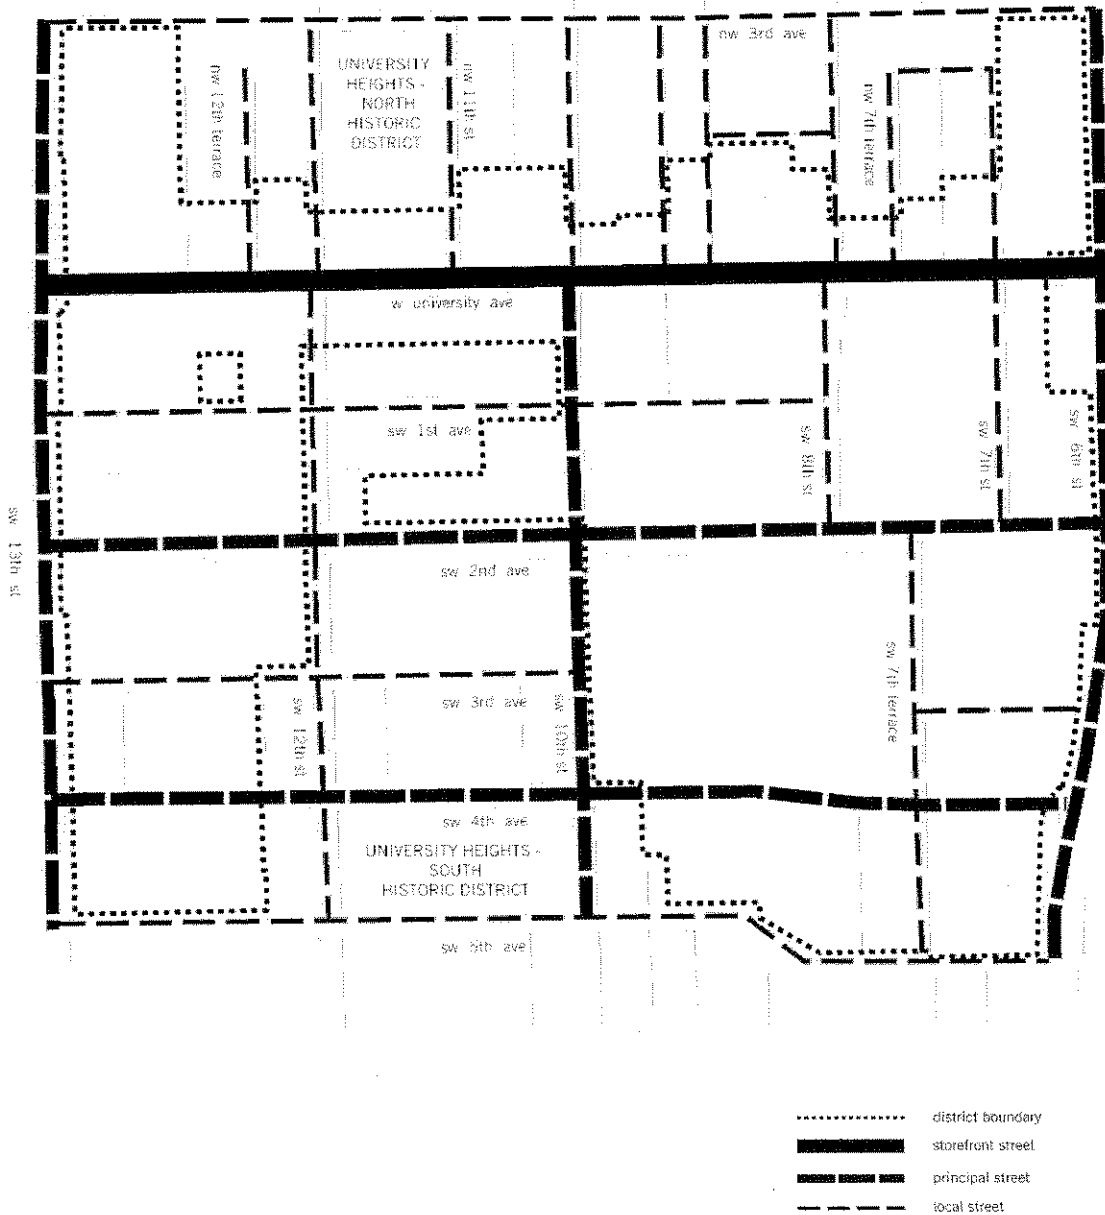 nw 3rd ave
UNIVERSITY
HEIGHTS -
NORTH
HISTORIC
DISTRICT
nw 12th terrace
nw 11th st
nw 7th terrace
w university ave
sw 1st ave
sw 8th st
sw 7th st
sw 6th st
sw 13th st
sw 2nd ave
sw 7th terrace
sw 3rd ave
sw 12th st
sw 10th st
sw 4th ave
UNIVERSITY HEIGHTS -
SOUTH
HISTORIC DISTRICT
sw 5th ave
district boundary
storefront street
principal street
local street